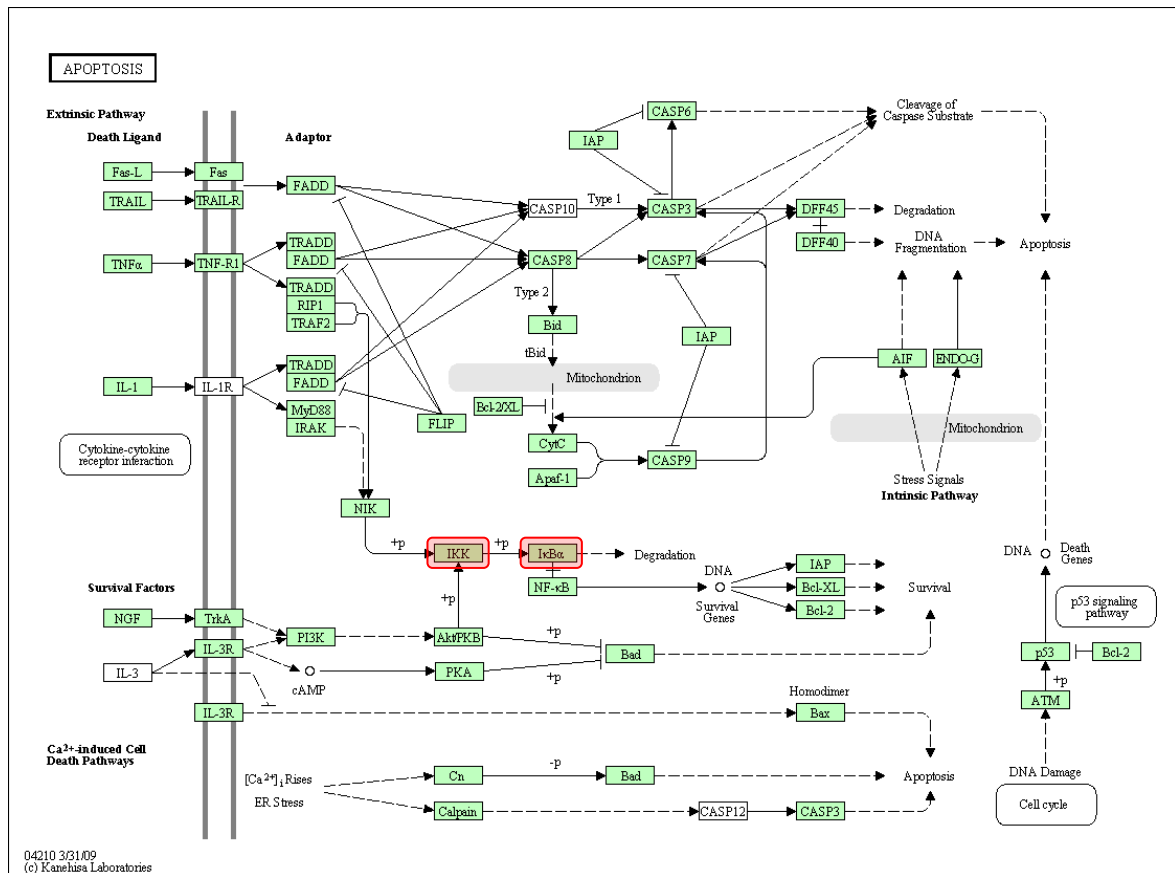 APOPTOSIS
Extrinsic Pathway
Death Ligand
Adaptor
Fas-L
Fas
TRAIL
TRAIL-R
FADD
TNFα
TNF-R1
TRADD
FADD
TRADD
RIP1
TRAF2
IL-1
IL-1R
TRADD
FADD
MyD88
IRAK
FLIP
Cytokine-cytokine
receptor interaction
CASP6
IAP
Cleavage of
Caspase Substrate
CASP10
Type 1
CASP3
DFF45
Degradation
DFF40
DNA
Fragmentation
Apoptosis
CASP8
CASP7
Type 2
Bid
tBid
IAP
Mitochondrion
Bcl-2/XL
CytC
Apaf-1
CASP9
AIF
ENDO-G
Mitochondrion
Stress Signals
Intrinsic Pathway
NIK
+p
IKK
+p
IκBα
Degradation
NF-κB
DNA
Survival
Genes
IAP
Bcl-XL
Bcl-2
Survival
DNA
Death
Genes
p53 signaling
pathway
p53
Bcl-2
+p
ATM
DNA Damage
Cell cycle
Survival Factors
NGF
TrkA
PI3K
+p
Akt/PKB
+p
IL-3R
Bad
IL-3
cAMP
PKA
+p
IL-3R
Homodimer
Bax
Ca2+-induced Cell
Death Pathways
[Ca2+]i Rises
ER Stress
Cn
-p
Bad
Apoptosis
Calpain
CASP12
CASP3
04210 3/31/09
(c) Kanehisa Laboratories